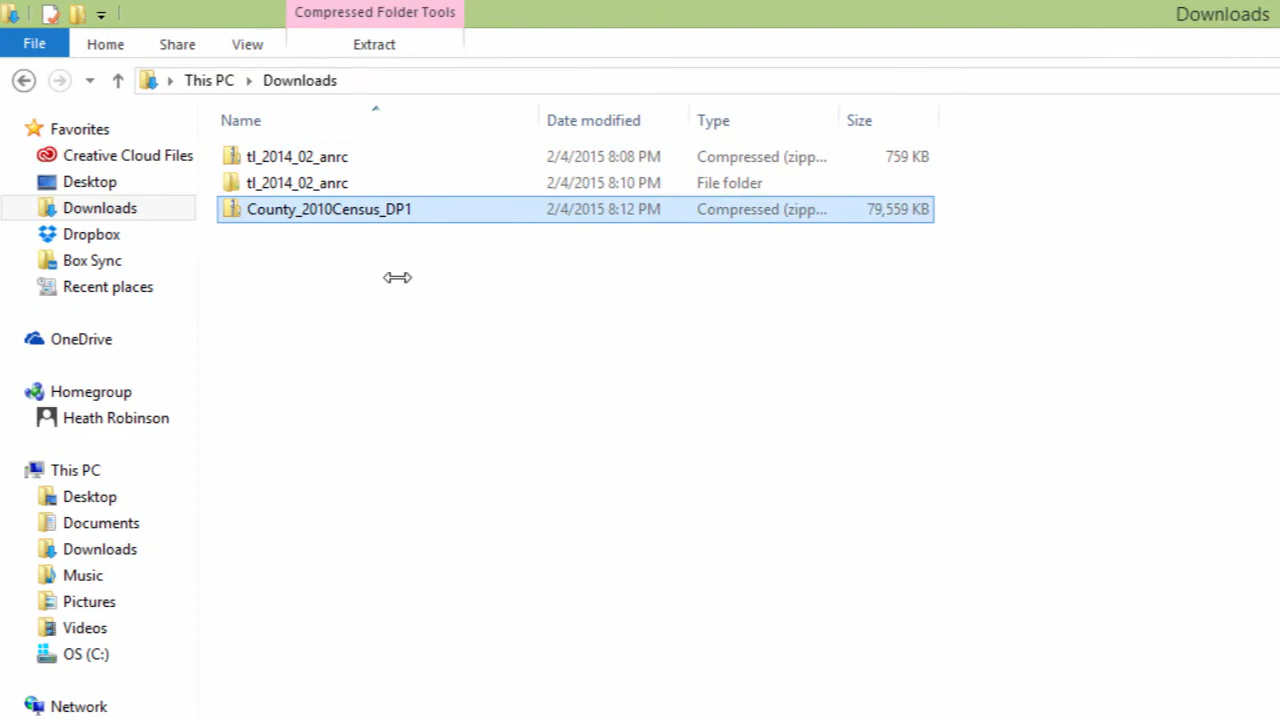 Compressed Folder Tools
Downloads
File Home Share View Extract
This PC Downloads
Name Date modified Type Size
tl_2014_02_anrc 2/4/2015 8:08 PM Compressed (zipp... 759 KB
tl_2014_02_anrc 2/4/2015 8:10 PM File folder
County_2010Census_DP1 2/4/2015 8:12 PM Compressed (zipp... 79,559 KB
Favorites
Creative Cloud Files
Desktop
Downloads
Dropbox
Box Sync
Recent places
OneDrive
Homegroup
Heath Robinson
This PC
Desktop
Documents
Downloads
Music
Pictures
Videos
OS (C:)
Network